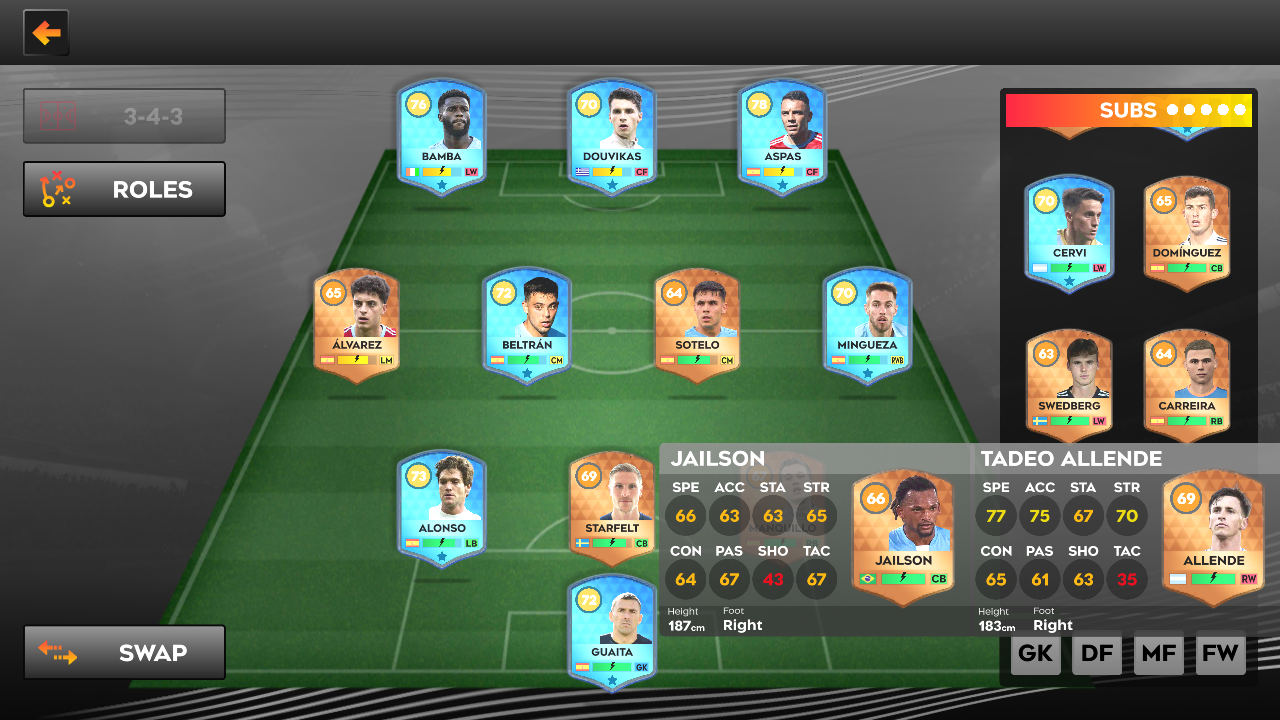 3-4-3
ROLES
SUBS
76
BAMBA
LW
70
DOUVIKAS
CF
78
ASPAS
CF
70
CERVI
LW
65
DOMÍNGUEZ
CB
65
ÁLVAREZ
LM
72
BELTRÁN
CM
64
SOTELO
CM
70
MINGUEZA
RWB
63
SWEDBERG
LW
64
CARREIRA
RB
73
ALONSO
LB
69
STARFELT
CB
MANQUILLO
JAILSON
SPE ACC STA STR
66 63 63 65
CON PAS SHO TAC
64 67 43 67
Height Foot
187cm Right
66
JAILSON
CB
TADEO ALLENDE
SPE ACC STA STR
77 75 67 70
CON PAS SHO TAC
65 61 63 35
Height Foot
183cm Right
69
ALLENDE
RW
72
GUAITA
GK
SWAP
GK DF MF FW